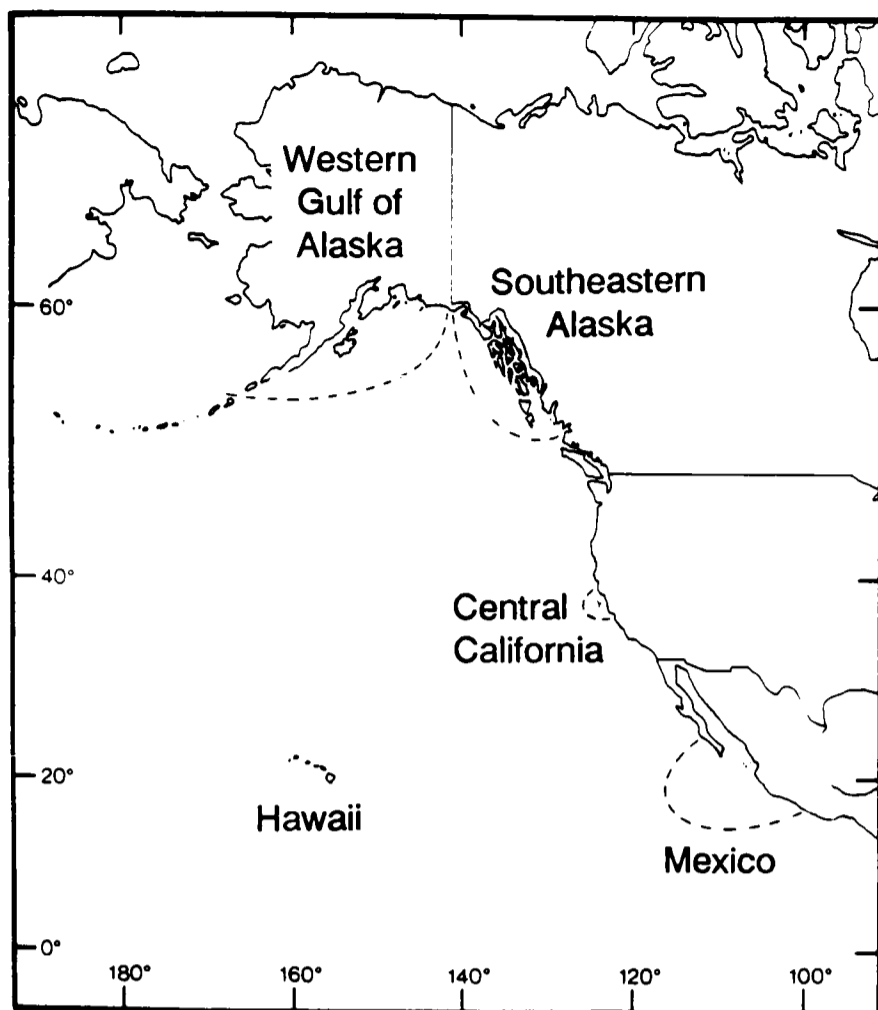 Western
Gulf of
Alaska
Southeastern
Alaska
60°
40°
Central
California
20°
Hawaii
Mexico
0°
180°
160°
140°
120°
100°